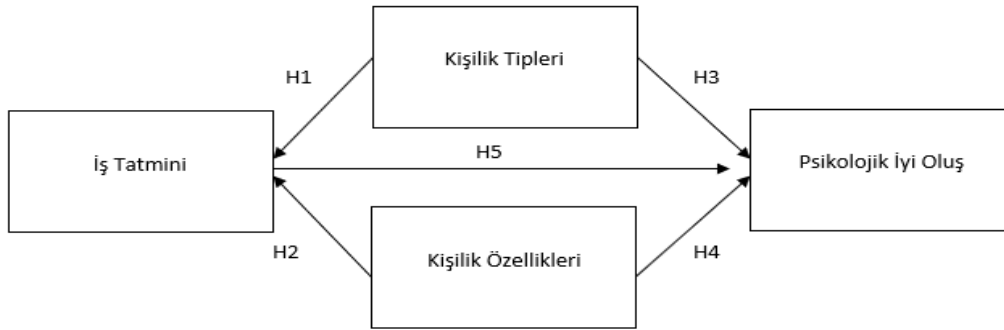 Kişilik Tipleri
H1
H3
İş Tatmini
H5
Psikolojik İyi Oluş
H2
Kişilik Özellikleri
H4